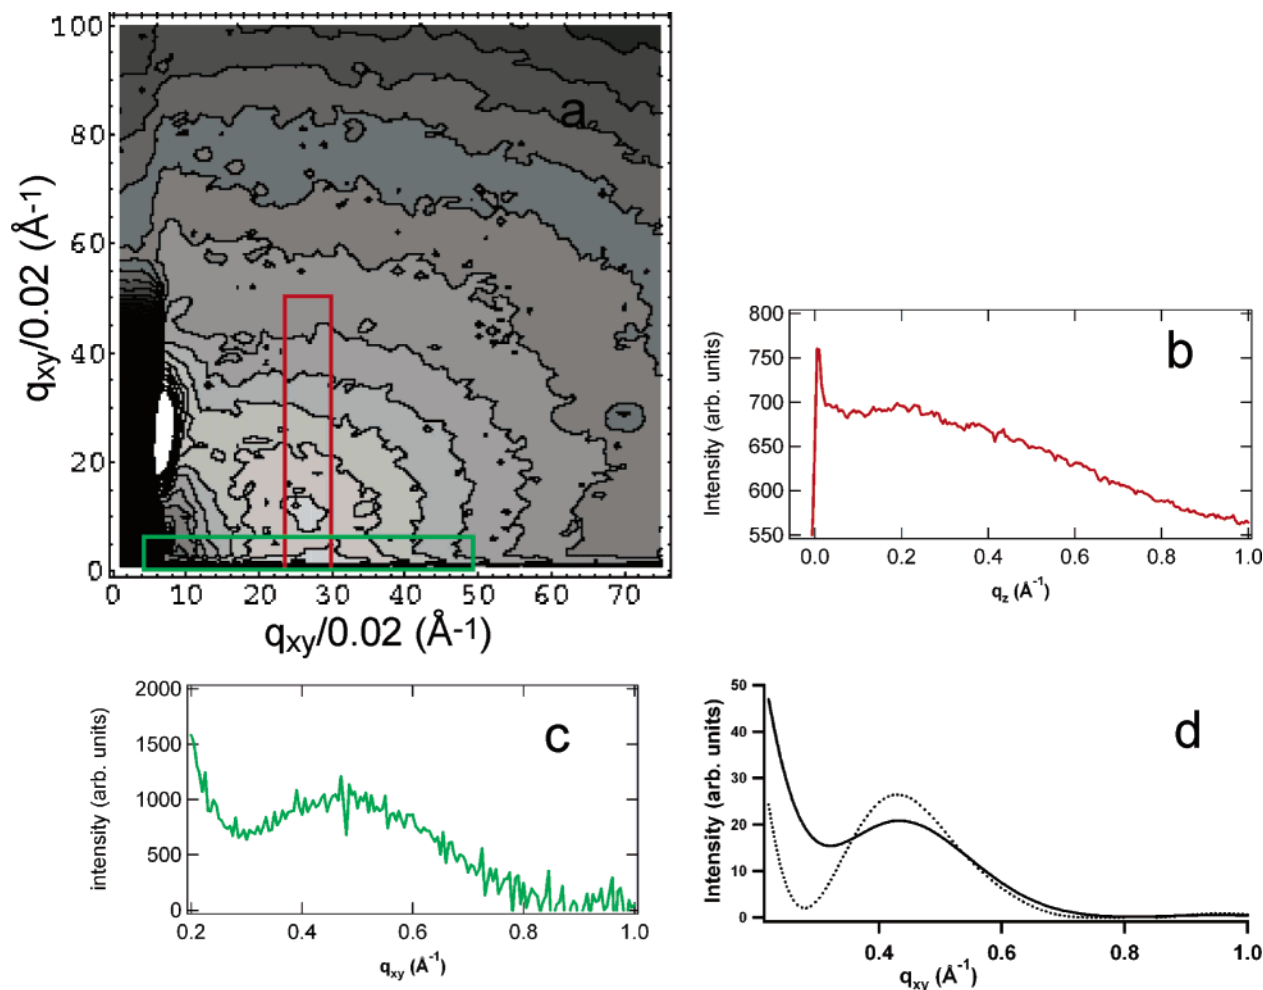 a
qxy/0.02 (Å-1)
100
80
60
40
20
0
0 10 20 30 40 50 60 70
qxy/0.02 (Å-1)
b
Intensity (arb. units)
800
750
700
650
600
550
0.0 0.2 0.4 0.6 0.8 1.0
qz (Å-1)
c
intensity (arb. units)
2000
1500
1000
500
0
0.2 0.4 0.6 0.8 1.0
qxy (Å-1)
d
Intensity (arb. units)
50
40
30
20
10
0
0.4 0.6 0.8 1.0
qxy (Å-1)